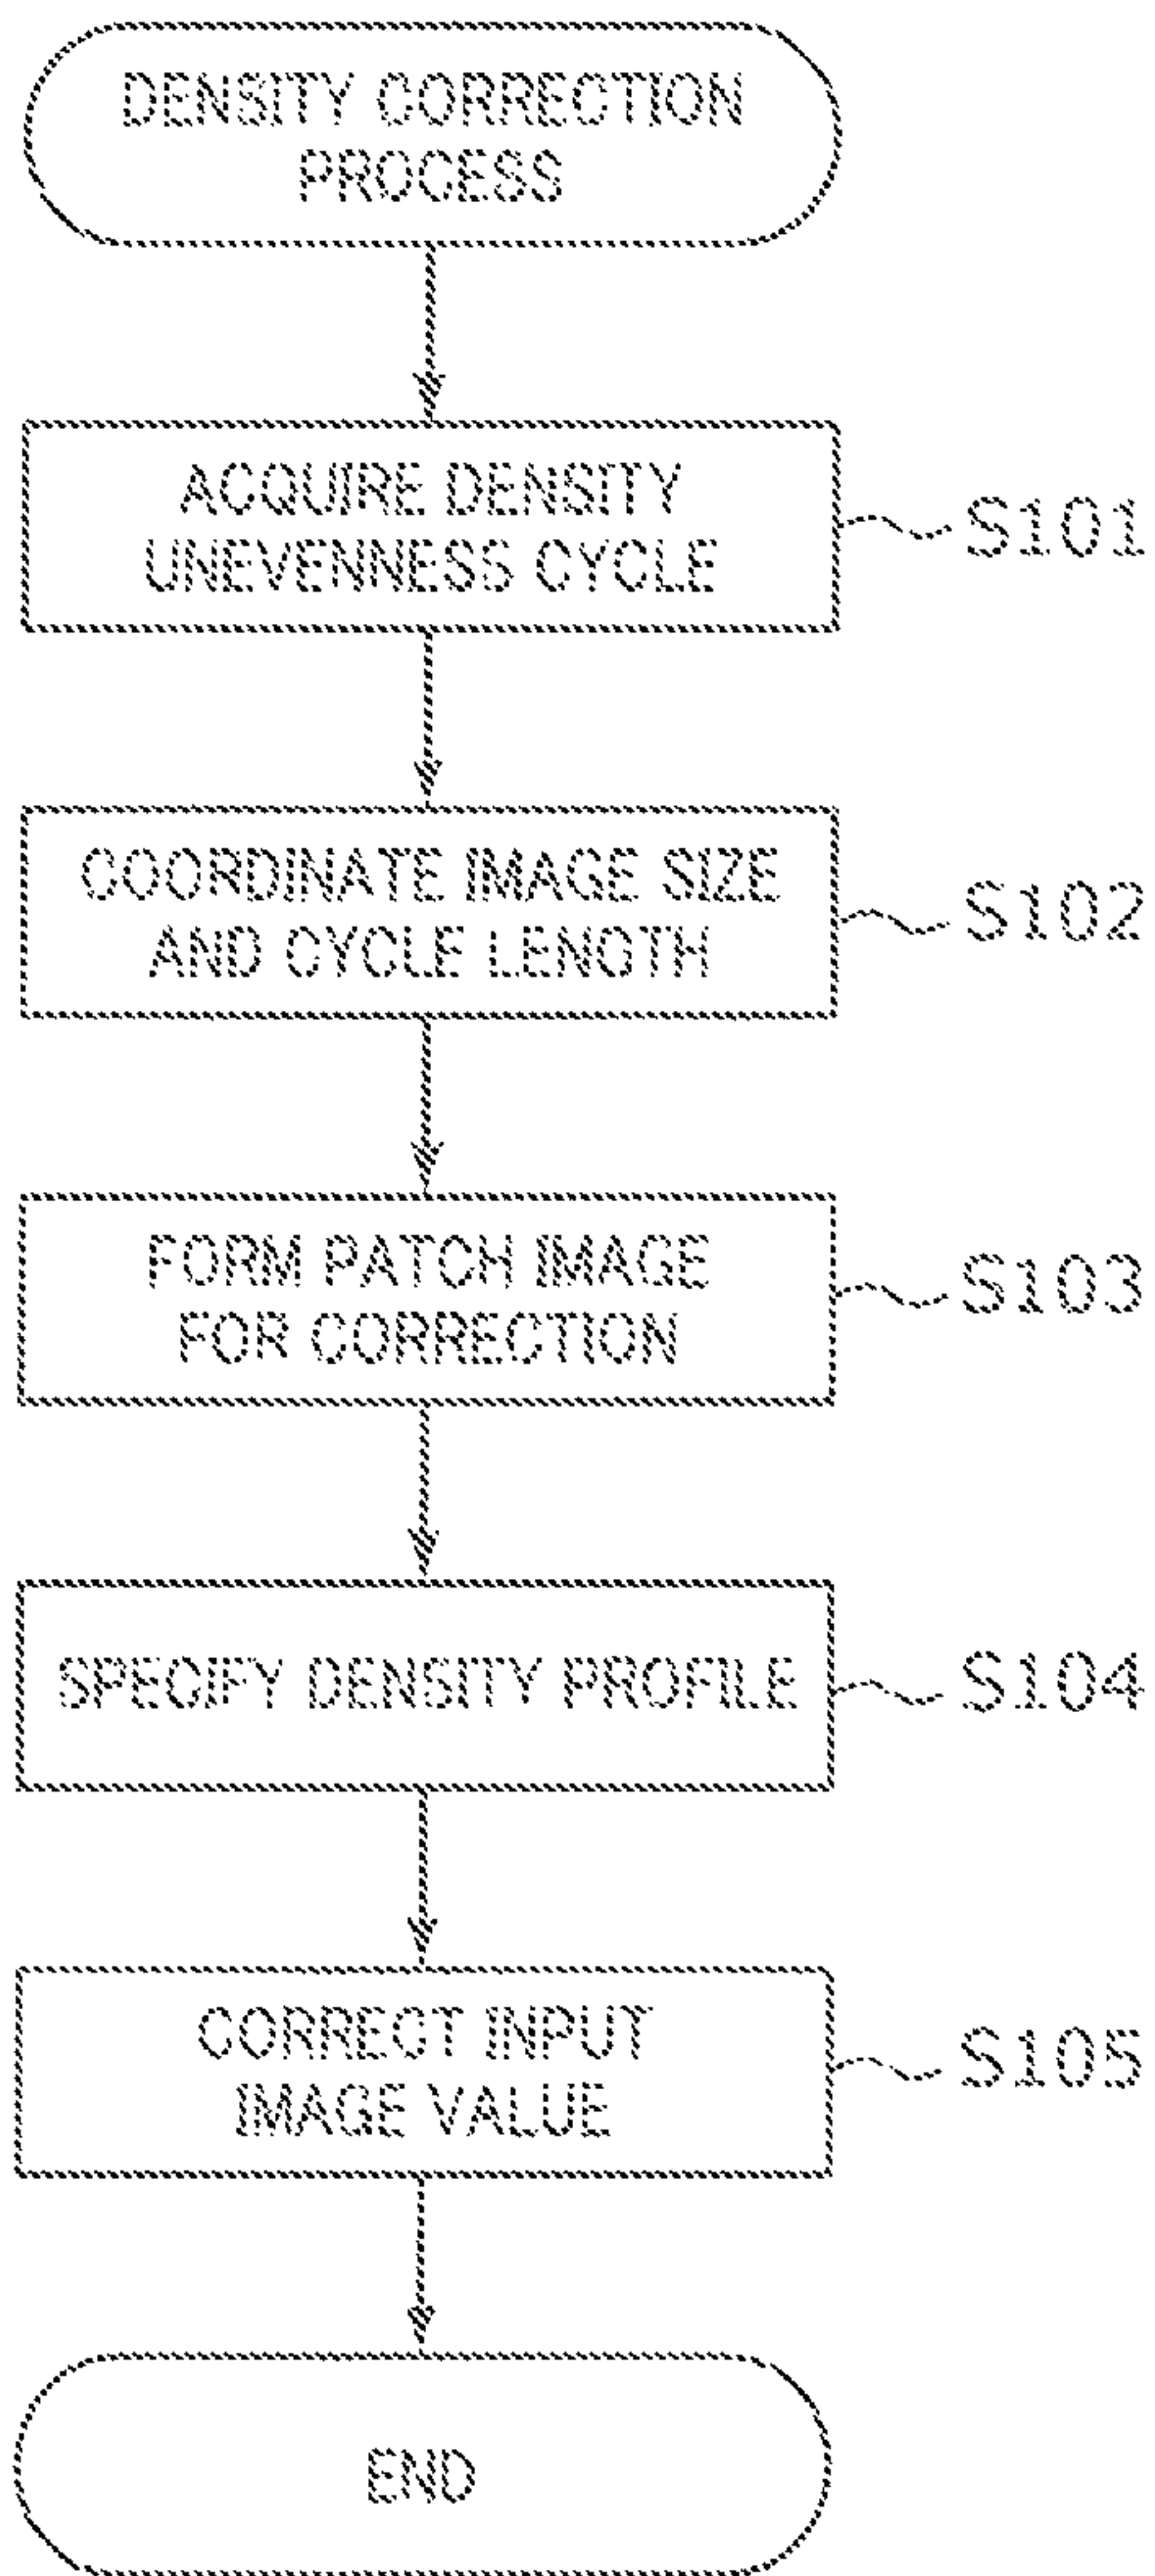 DENSITY CORRECTION
PROCESS
ACQUIRE DENSITY
UNEVENNESS CYCLE
S101
COORDINATE IMAGE SIZE
AND CYCLE LENGTH
S102
FORM PATCH IMAGE
FOR CORRECTION
S103
SPECIFY DENSITY PROFILE
S104
CORRECT INPUT
IMAGE VALUE
S105
END